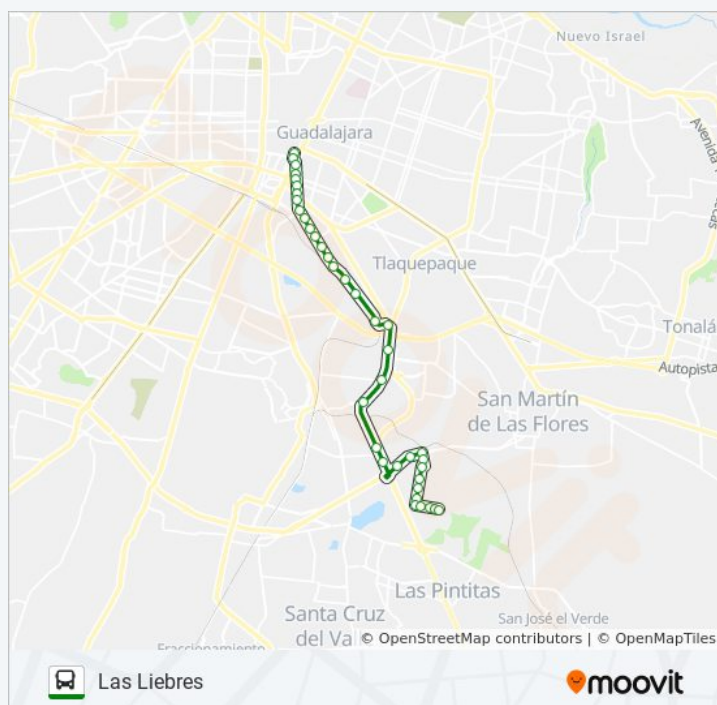 Nuevo Israel
Guadalajara
Avenida
Tlaquepaque
Tonalá
Autopista
San Martín
de Las Flores
Las Pintitas
Santa Cruz
del Va
San José el Verde
Fraccionamiento
© OpenStreetMap contributors | © OpenMapTiles
Las Liebres
moovit